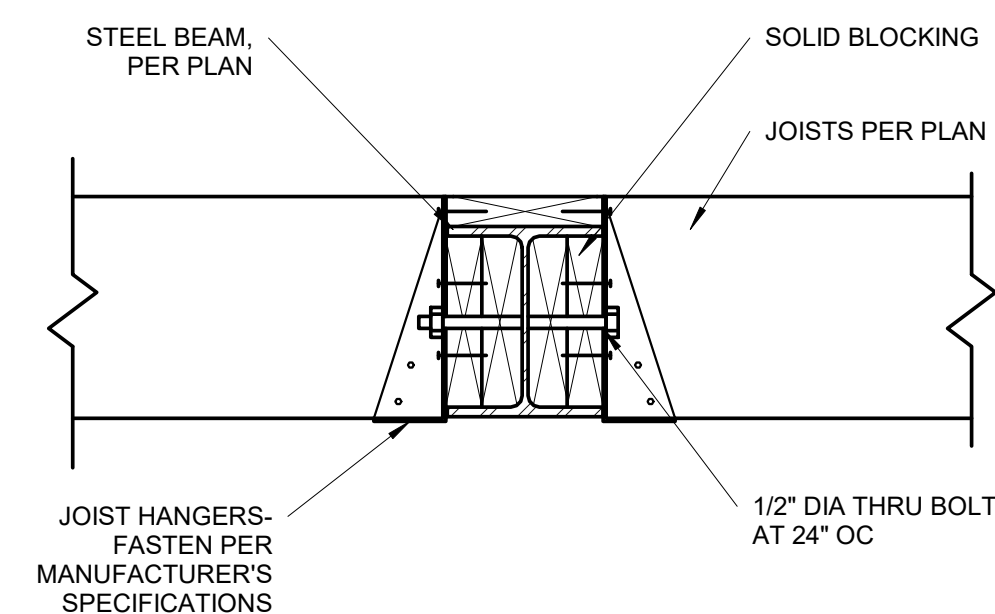 STEEL BEAM,
PER PLAN
SOLID BLOCKING
JOISTS PER PLAN
JOIST HANGERS-
FASTEN PER
MANUFACTURER'S
SPECIFICATIONS
1/2" DIA THRU BOLT
AT 24" OC